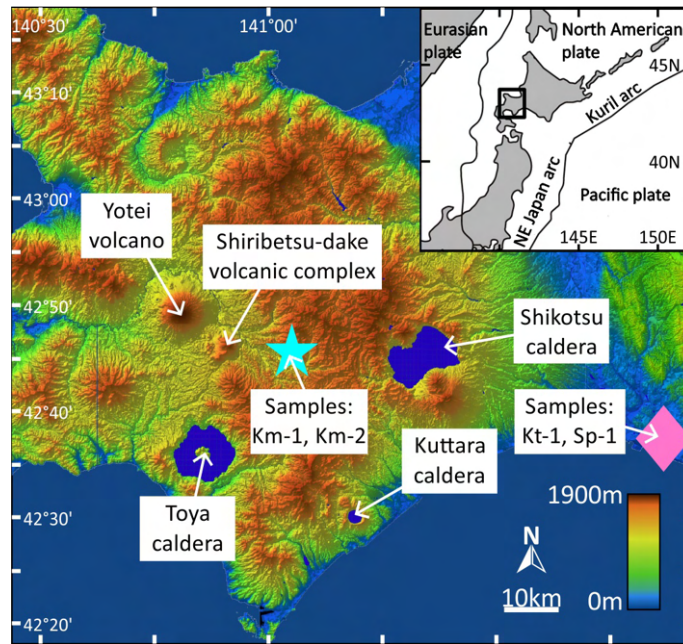 140°30'
141°00'
43°10'
43°00'
42°50'
42°40'
42°30'
42°20'
Eurasian
plate
North American
plate
45N
Kuril arc
40N
NE Japan arc
Pacific plate
145E
150E
Yotei
volcano
Shiribetsu-dake
volcanic complex
Shikotsu
caldera
Samples:
Km-1, Km-2
Samples:
Kt-1, Sp-1
Kuttara
caldera
Toya
caldera
1900m
0m
N
10km